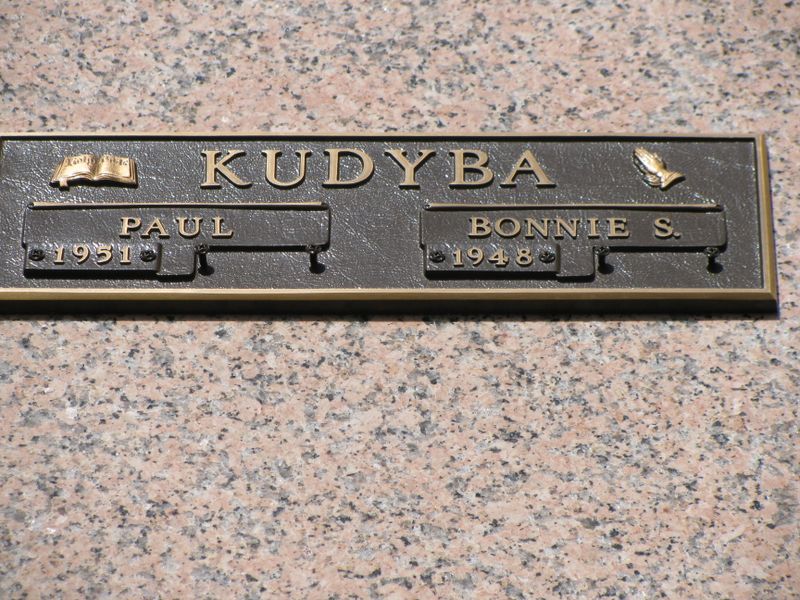 KUDYBA
PAUL
1951
BONNIE S.
1948